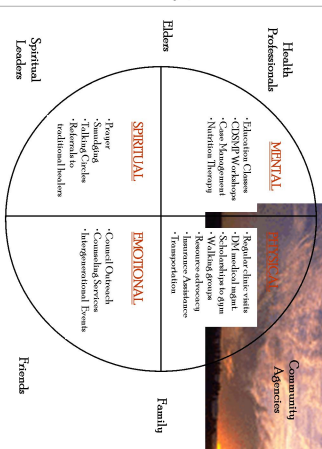 Health
Professionals
Community
Agencies
MENTAL
•Education Classes
•CDSMP Workshops
•Case Management
•Nutrition Therapy
PHYSICAL
•Regular clinic visits
•DM medical mgmt.
•Scholarships to gym
•Walking groups
•Resource advocacy
•Insurance Assistance
•Transportation
Elders
Family
SPIRITUAL
•Prayer
•Smudging
•Talking Circles
•Referrals to
traditional healers
EMOTIONAL
•Council Outreach
•Counseling Services
•Intergenerational Events
Spiritual
Leaders
Friends